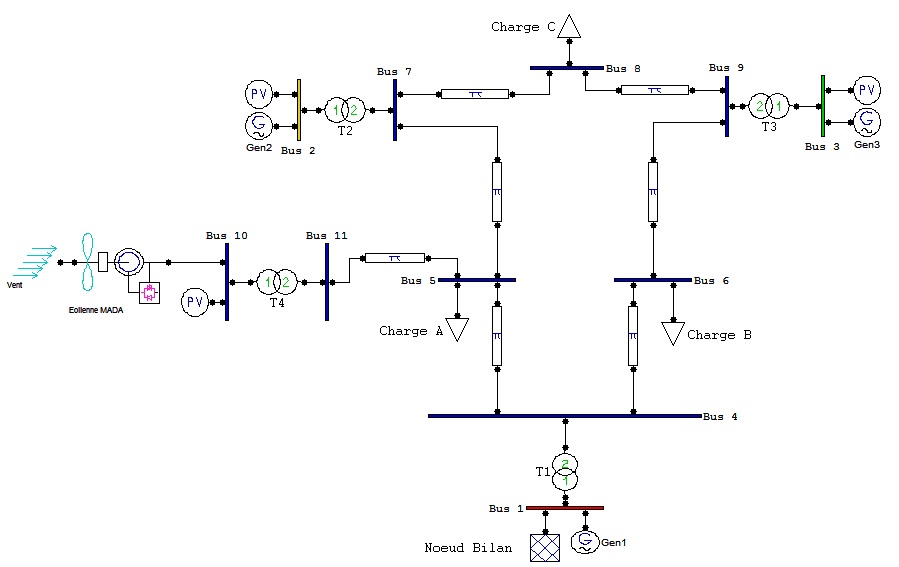 Charge C
Bus 8
Bus 7
Bus 9
PV
G
Gen2
Bus 2
1 2
T2
π
π
2 1
T3
PV
G
Gen3
Bus 3
π
π
Vent
Eolienne MADA
Bus 10
PV
1 2
T4
Bus 11
π
Bus 5
Bus 6
Charge A
π
π
Charge B
Bus 4
T1
2
1
Bus 1
Noeud Bilan
G
Gen1